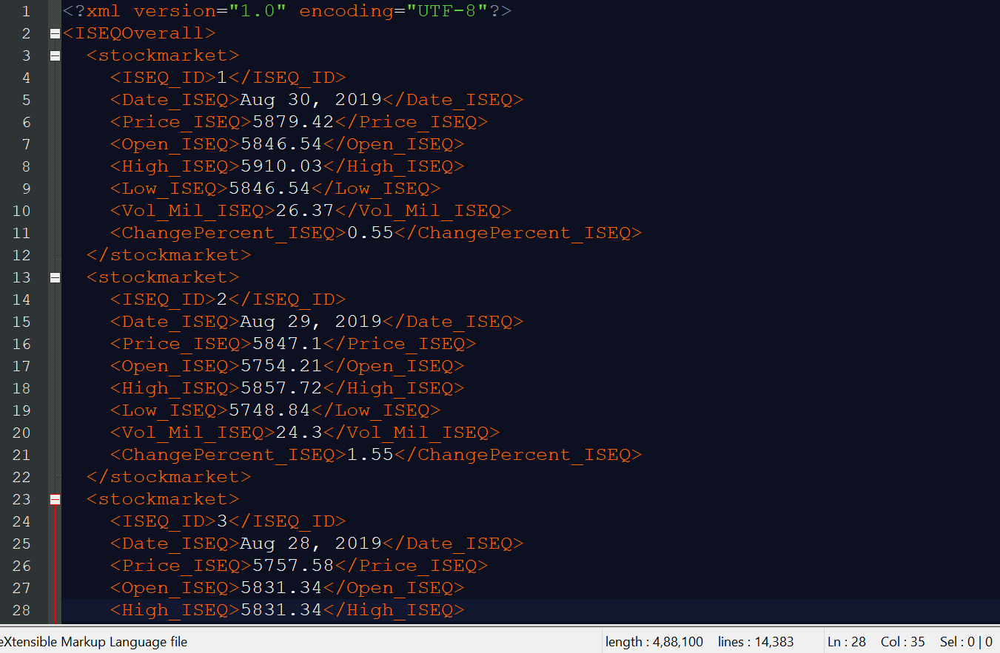 1 <?xml version="1.0" encoding="UTF-8"?>
2 <ISEQOverall>
3 <stockmarket>
4 <ISEQ_ID>1</ISEQ_ID>
5 <Date_ISEQ>Aug 30, 2019</Date_ISEQ>
6 <Price_ISEQ>5879.42</Price_ISEQ>
7 <Open_ISEQ>5846.54</Open_ISEQ>
8 <High_ISEQ>5910.03</High_ISEQ>
9 <Low_ISEQ>5846.54</Low_ISEQ>
10 <Vol_Mil_ISEQ>26.37</Vol_Mil_ISEQ>
11 <ChangePercent_ISEQ>0.55</ChangePercent_ISEQ>
12 </stockmarket>
13 <stockmarket>
14 <ISEQ_ID>2</ISEQ_ID>
15 <Date_ISEQ>Aug 29, 2019</Date_ISEQ>
16 <Price_ISEQ>5847.1</Price_ISEQ>
17 <Open_ISEQ>5754.21</Open_ISEQ>
18 <High_ISEQ>5857.72</High_ISEQ>
19 <Low_ISEQ>5748.84</Low_ISEQ>
20 <Vol_Mil_ISEQ>24.3</Vol_Mil_ISEQ>
21 <ChangePercent_ISEQ>1.55</ChangePercent_ISEQ>
22 </stockmarket>
23 <stockmarket>
24 <ISEQ_ID>3</ISEQ_ID>
25 <Date_ISEQ>Aug 28, 2019</Date_ISEQ>
26 <Price_ISEQ>5757.58</Price_ISEQ>
27 <Open_ISEQ>5831.34</Open_ISEQ>
28 <High_ISEQ>5831.34</High_ISEQ>
eXtensible Markup Language file length : 4,88,100 lines : 14,383 Ln : 28 Col : 35 Sel : 0 | 0